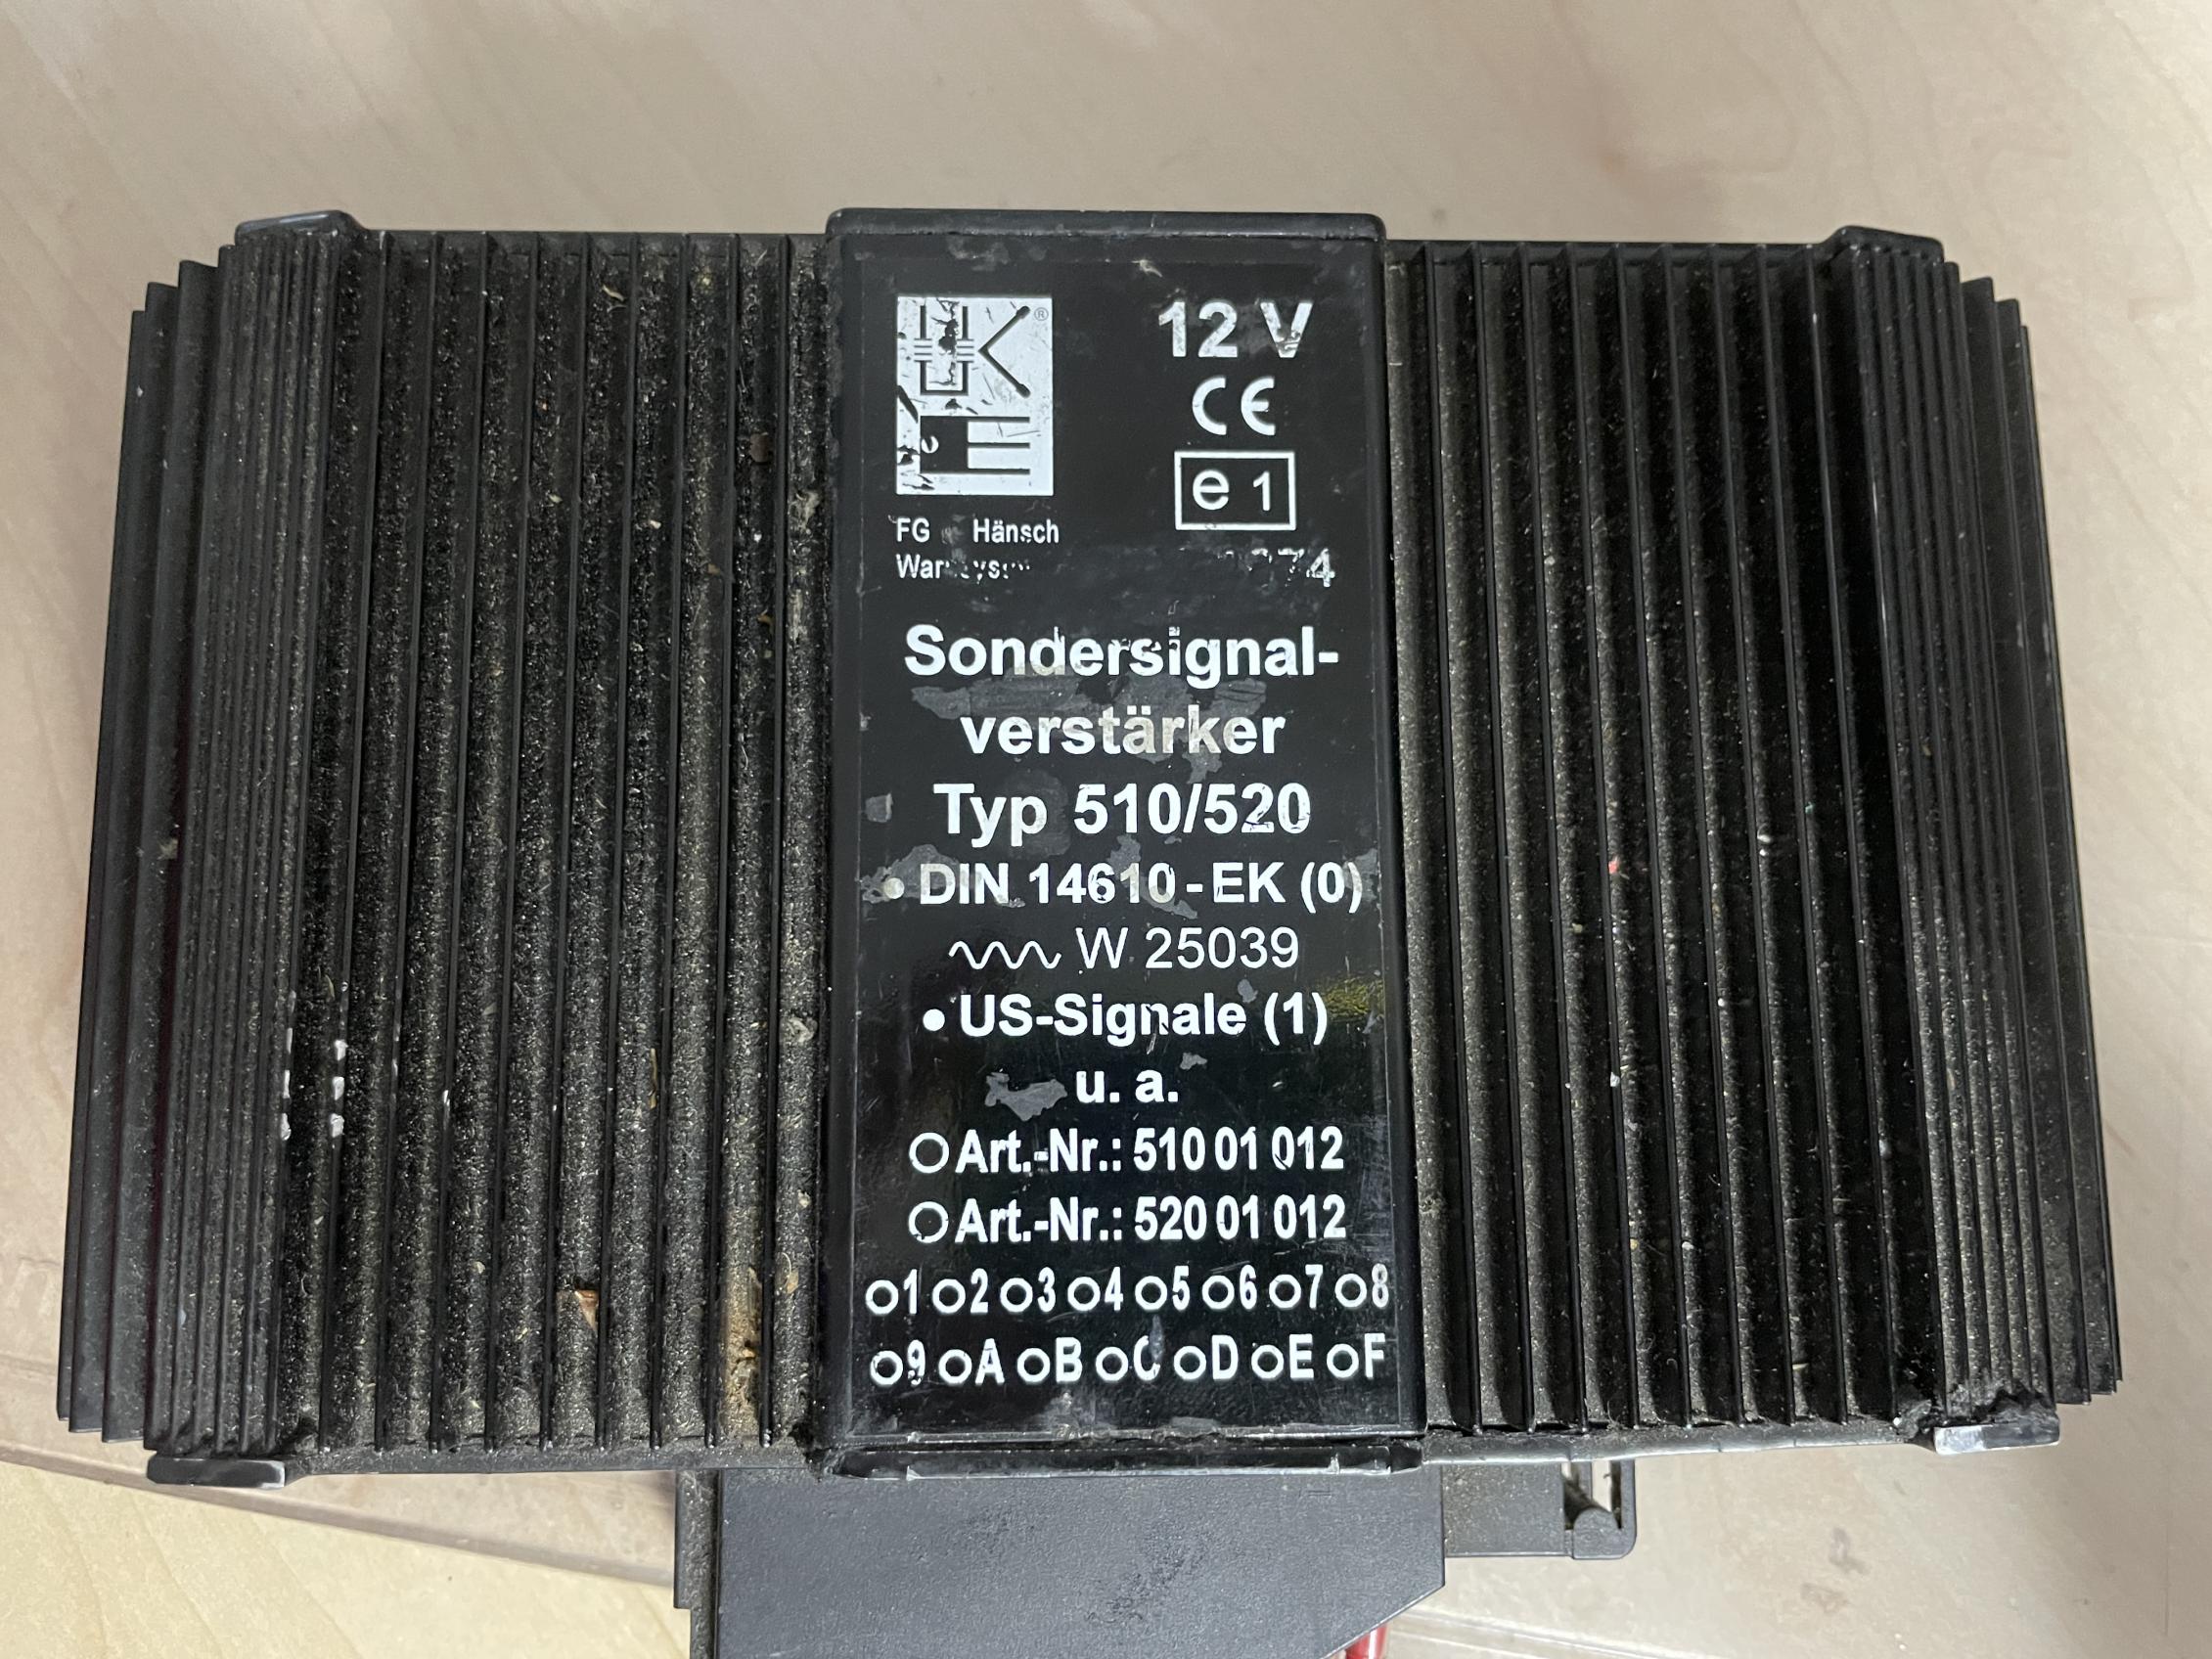 12 V
CE
e 1
FG Hänsch
Sondersignal-
verstärker
Typ 510/520
• DIN 14610-EK (0)
W 25039
• US-Signale (1)
u. a.
Art.-Nr.: 510 01 012
Art.-Nr.: 520 01 012
1 2 3 4 5 6 7 8
9 A B C D E F